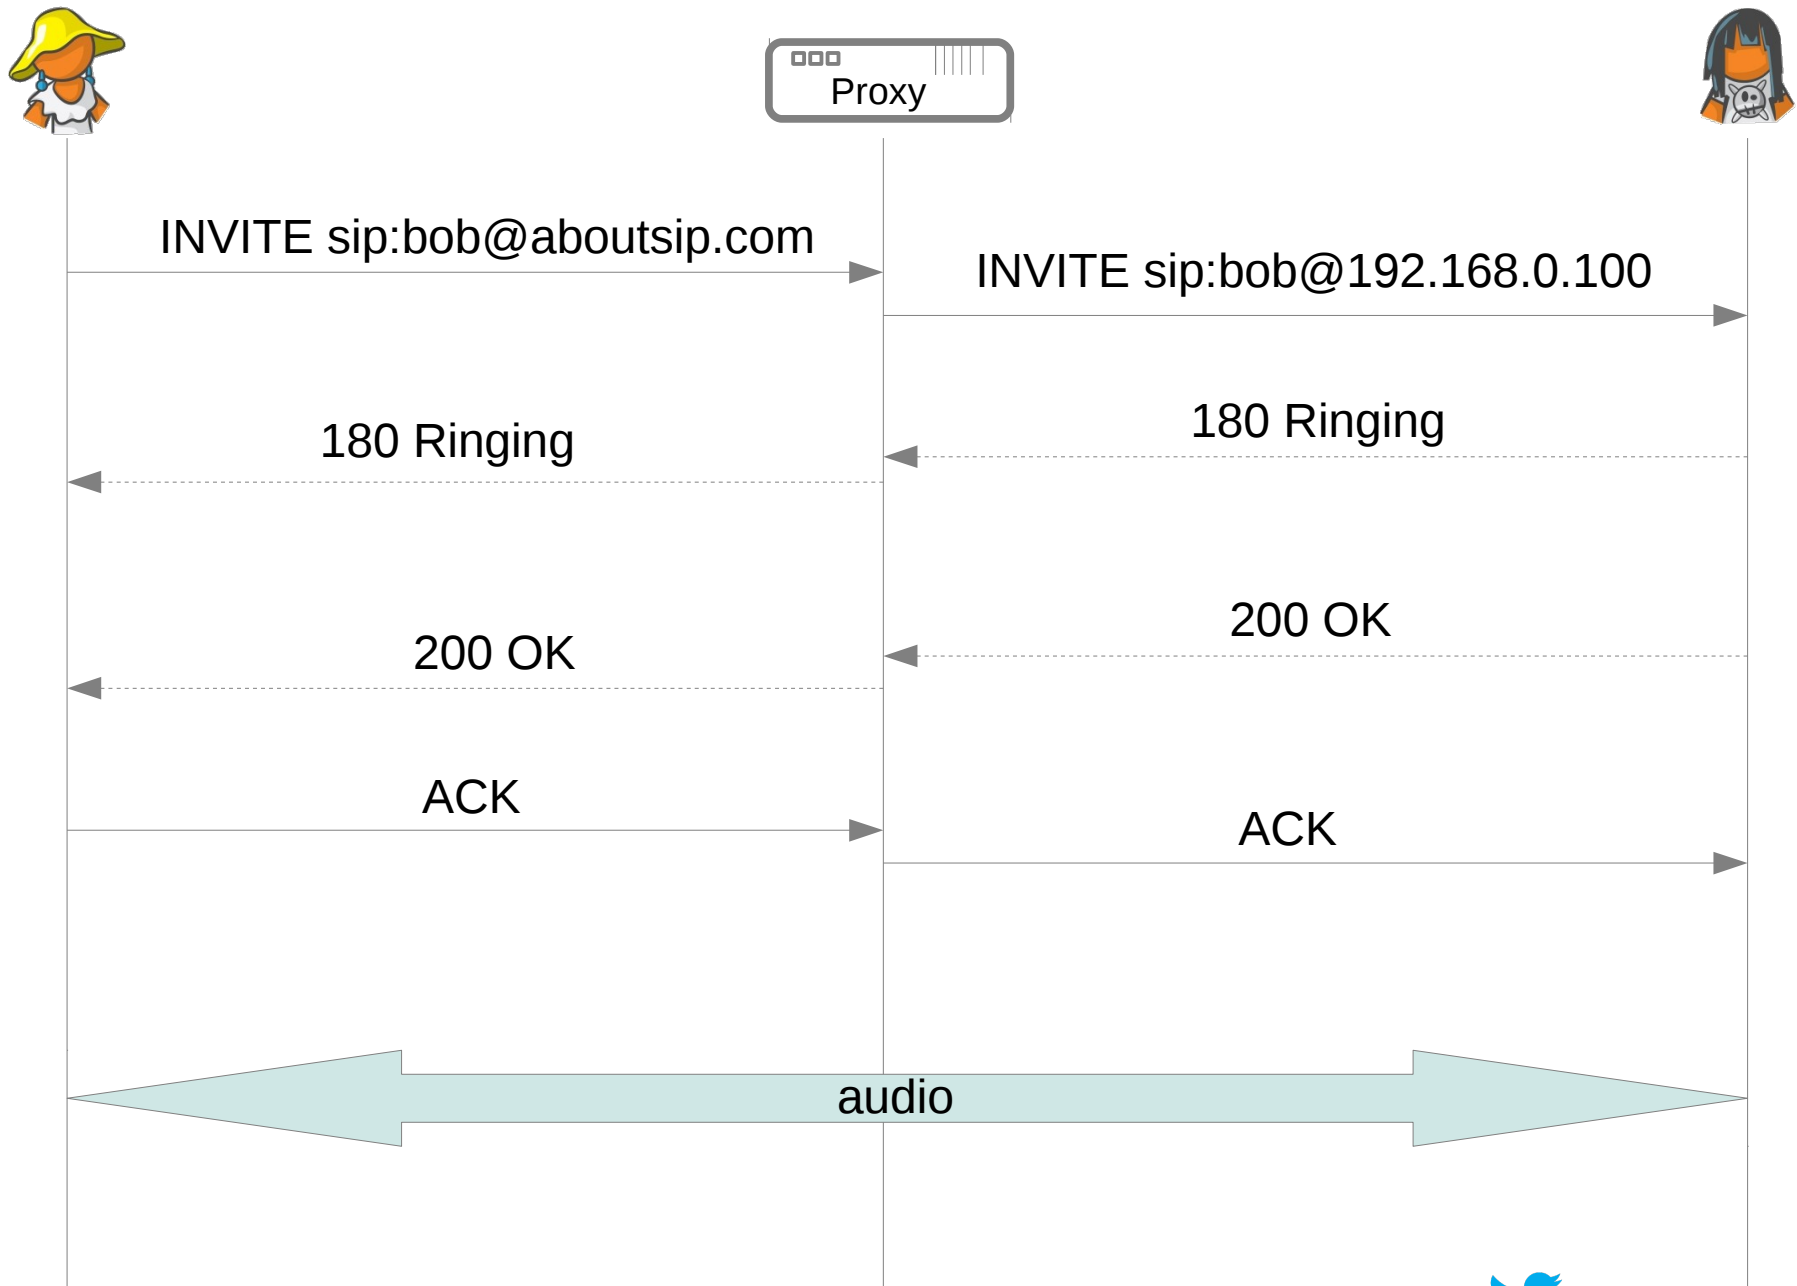 Proxy
INVITE sip:bob@aboutsip.com
INVITE sip:bob@192.168.0.100
180 Ringing
180 Ringing
200 OK
200 OK
ACK
ACK
audio